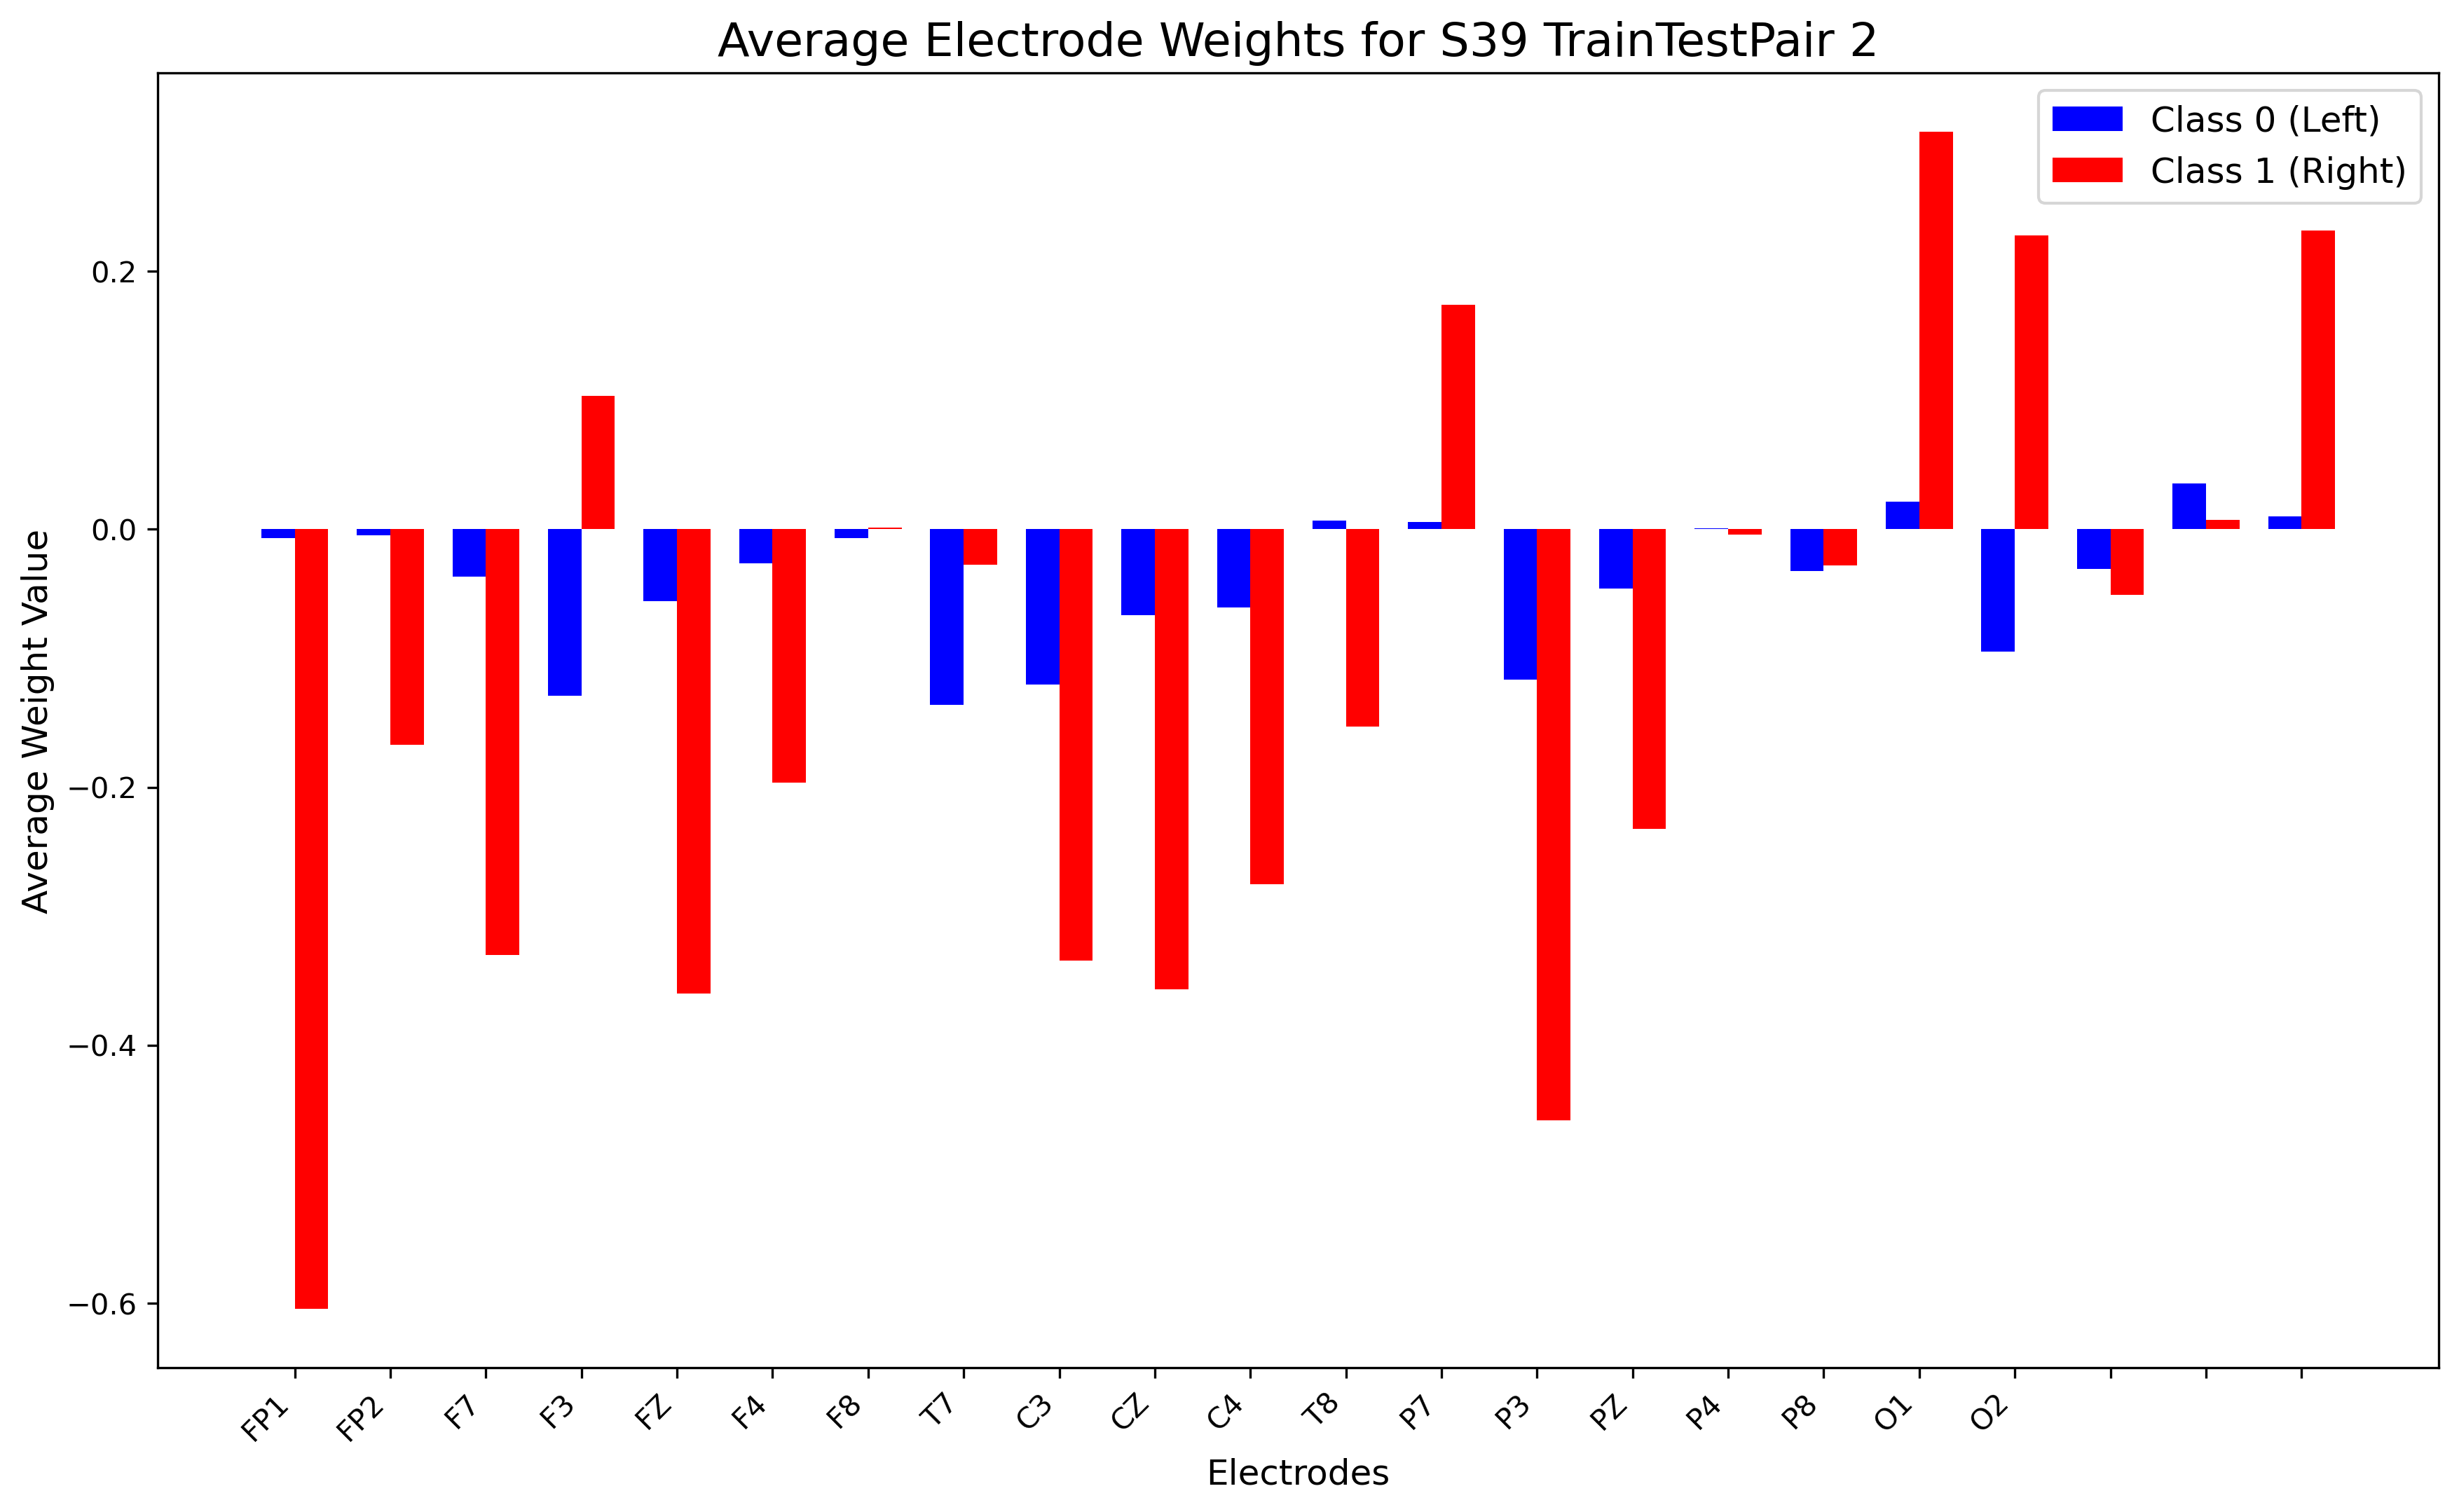 Average Electrode Weights for S39 TrainTestPair 2
Class 0 (Left)
Class 1 (Right)
Average Weight Value
0.2
0.0
−0.2
−0.4
−0.6
FP1 FP2 F7 F3 FZ F4 F8 T7 C3 CZ C4 T8 P7 P3 PZ P4 P8 O1 O2
Electrodes